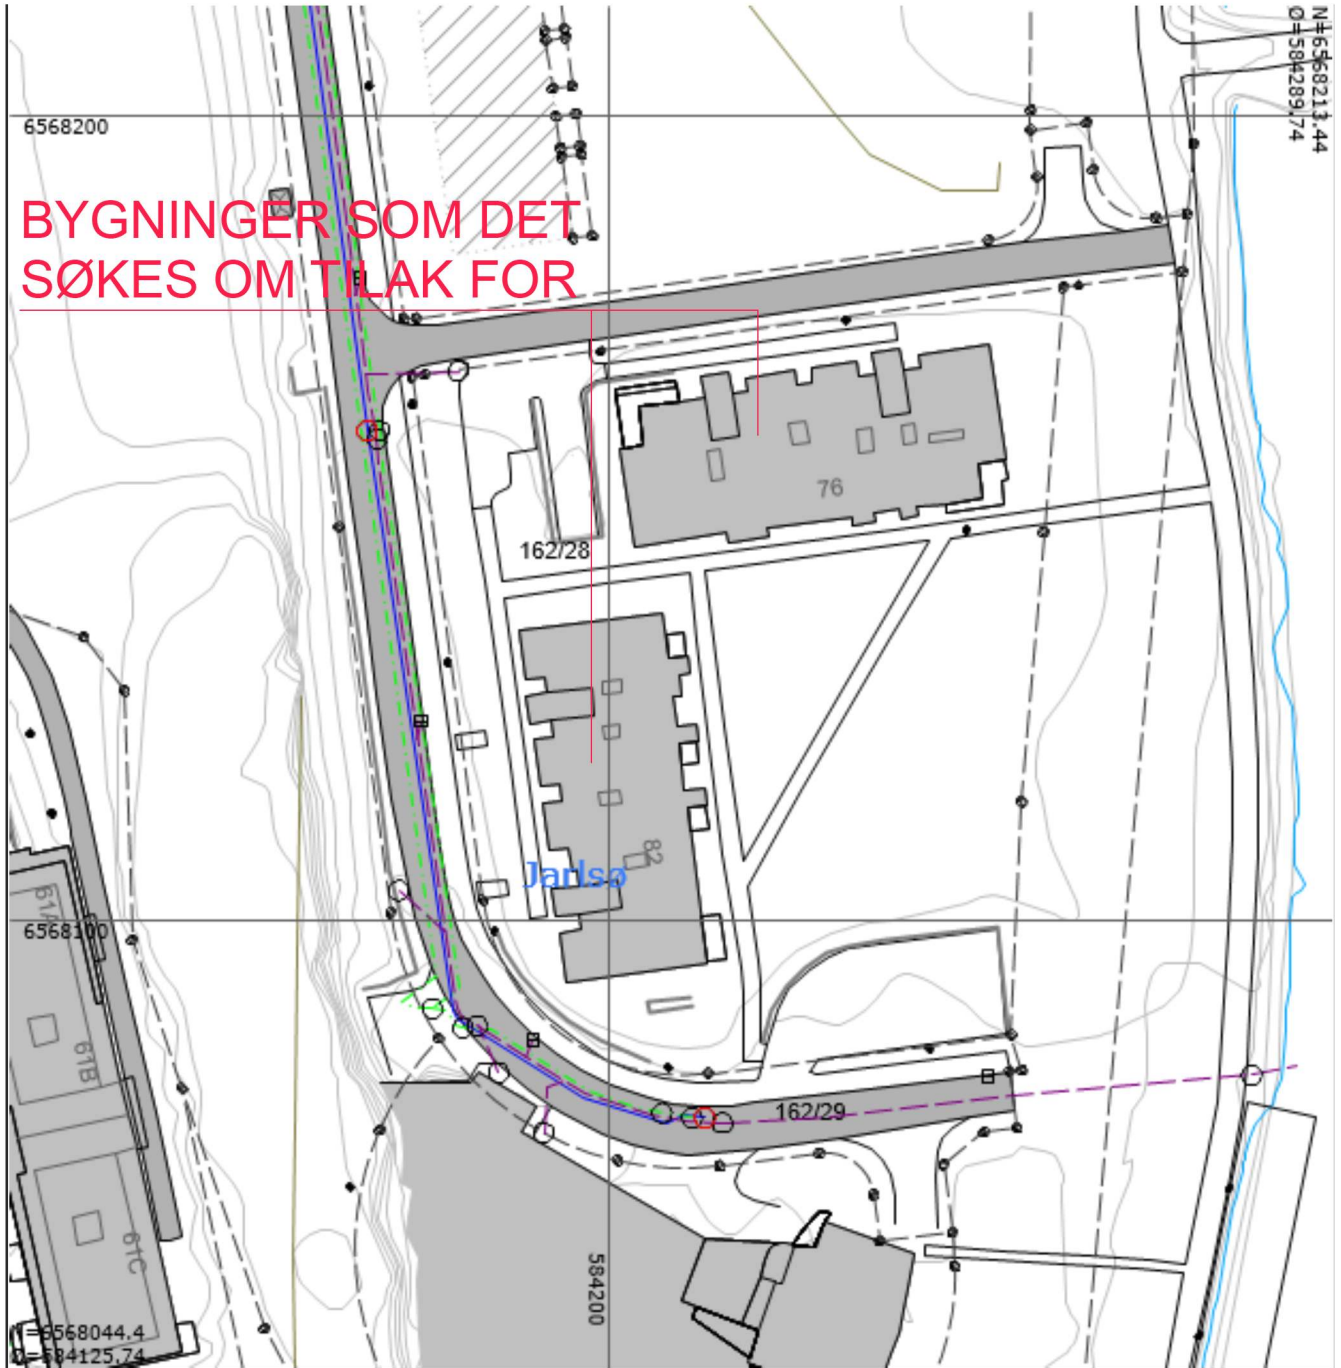 N=6568213.44
Ø=584289.74
6568200
BYGNINGER SOM DET
SØKES OM TILAK FOR
76
162/28
82
Jarlsø
61A
6568100
61B
162/29
61C
584200
N=6568044.4
Ø=584125.74